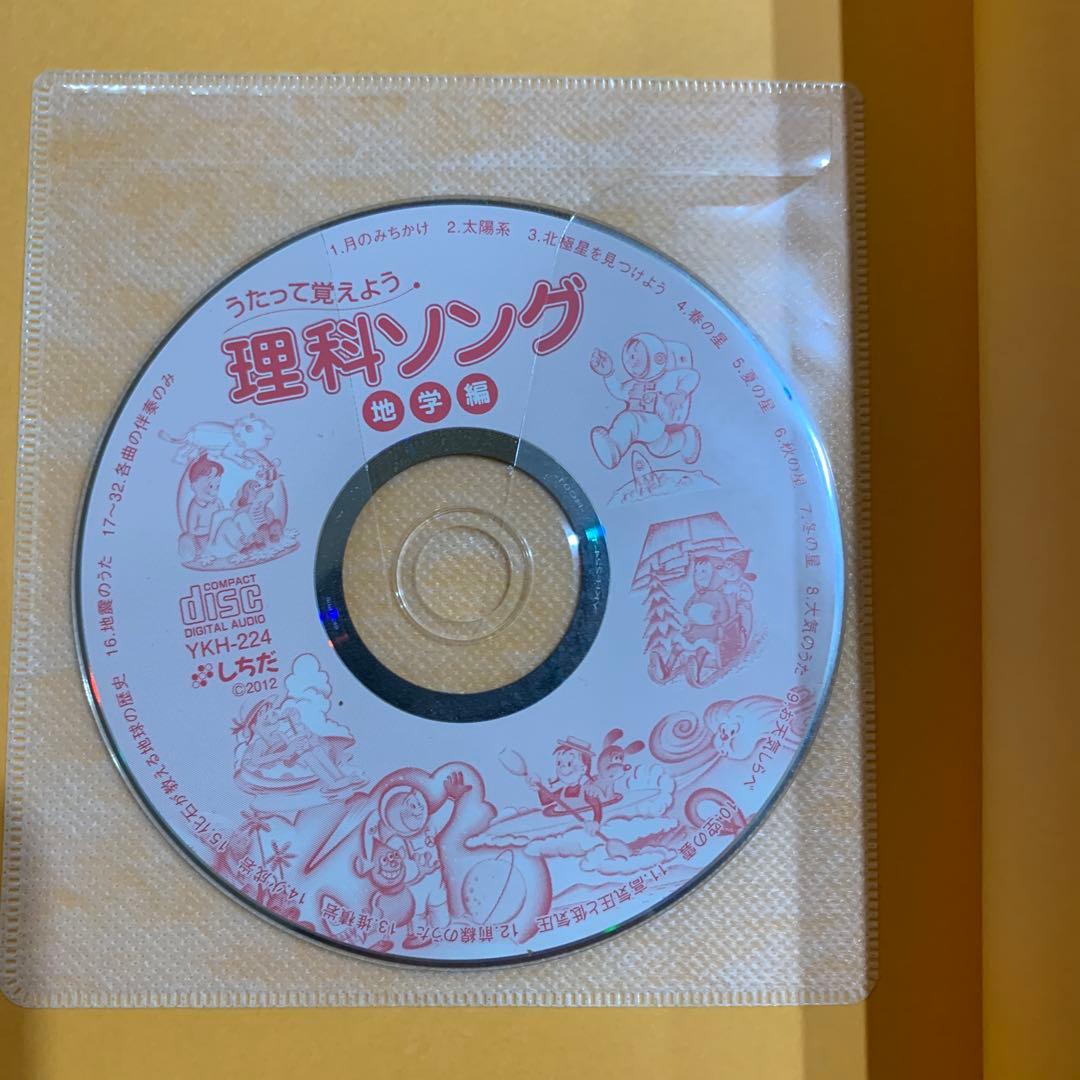 うたって覚えよう
理科ソング
地学編
1.月のみちかけ 2.太陽系 3.北極星を見つけよう 4.春の星 5.夏の星 6.秋の星 7.冬の星 8.大気のうた 9.お天気しらべ 10.空の雲 11.高気圧と低気圧 12.前線のうた 13.堆積岩 14.火成岩 15.化石が教える地球の歴史 16.地震のうた 17〜32.各曲の伴奏のみ
COMPACT
disc
DIGITAL AUDIO
YKH-224
しちだ
©2012